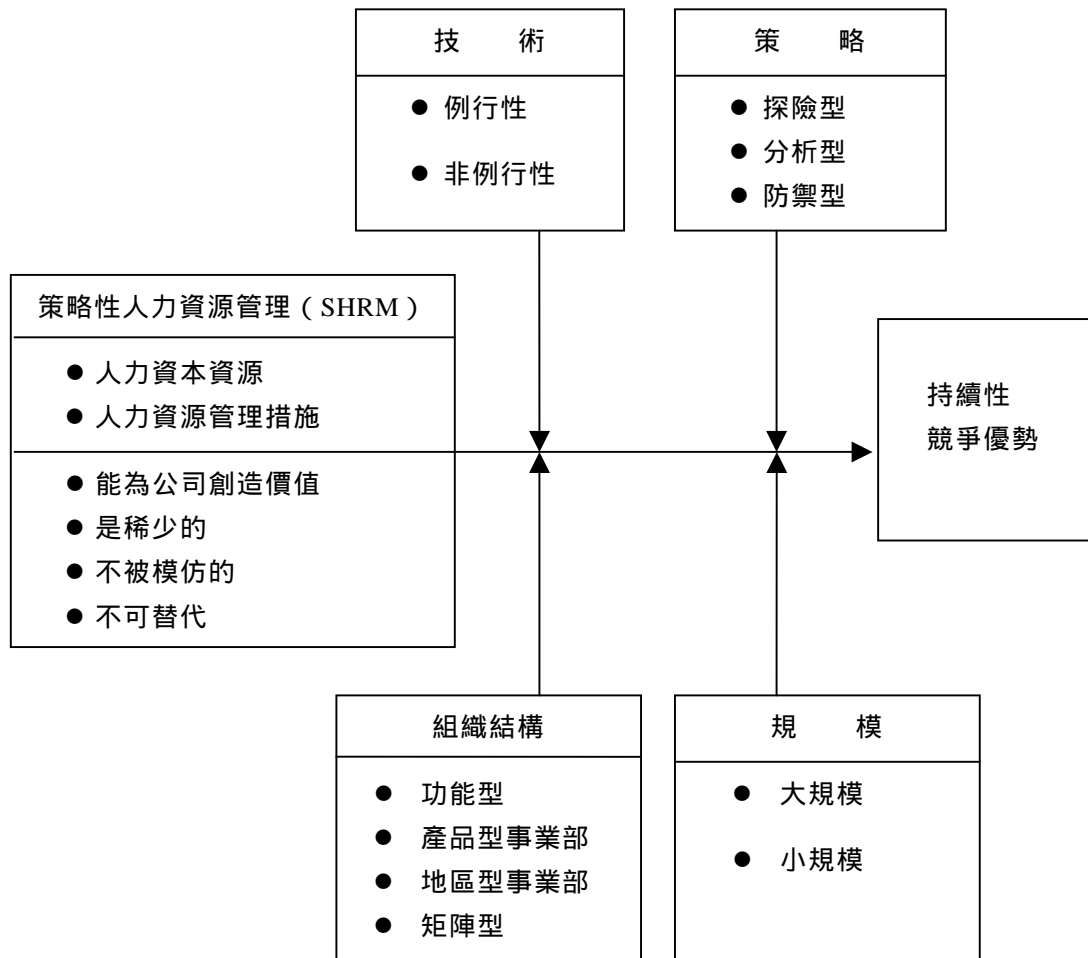 技 術
● 例行性
● 非例行性
策 略
● 探險型
● 分析型
● 防禦型
策略性人力資源管理（SHRM）
● 人力資本資源
● 人力資源管理措施
● 能為公司創造價值
● 是稀少的
● 不被模仿的
● 不可替代
持續性
競爭優勢
組織結構
● 功能型
● 產品型事業部
● 地區型事業部
● 矩陣型
規 模
● 大規模
● 小規模